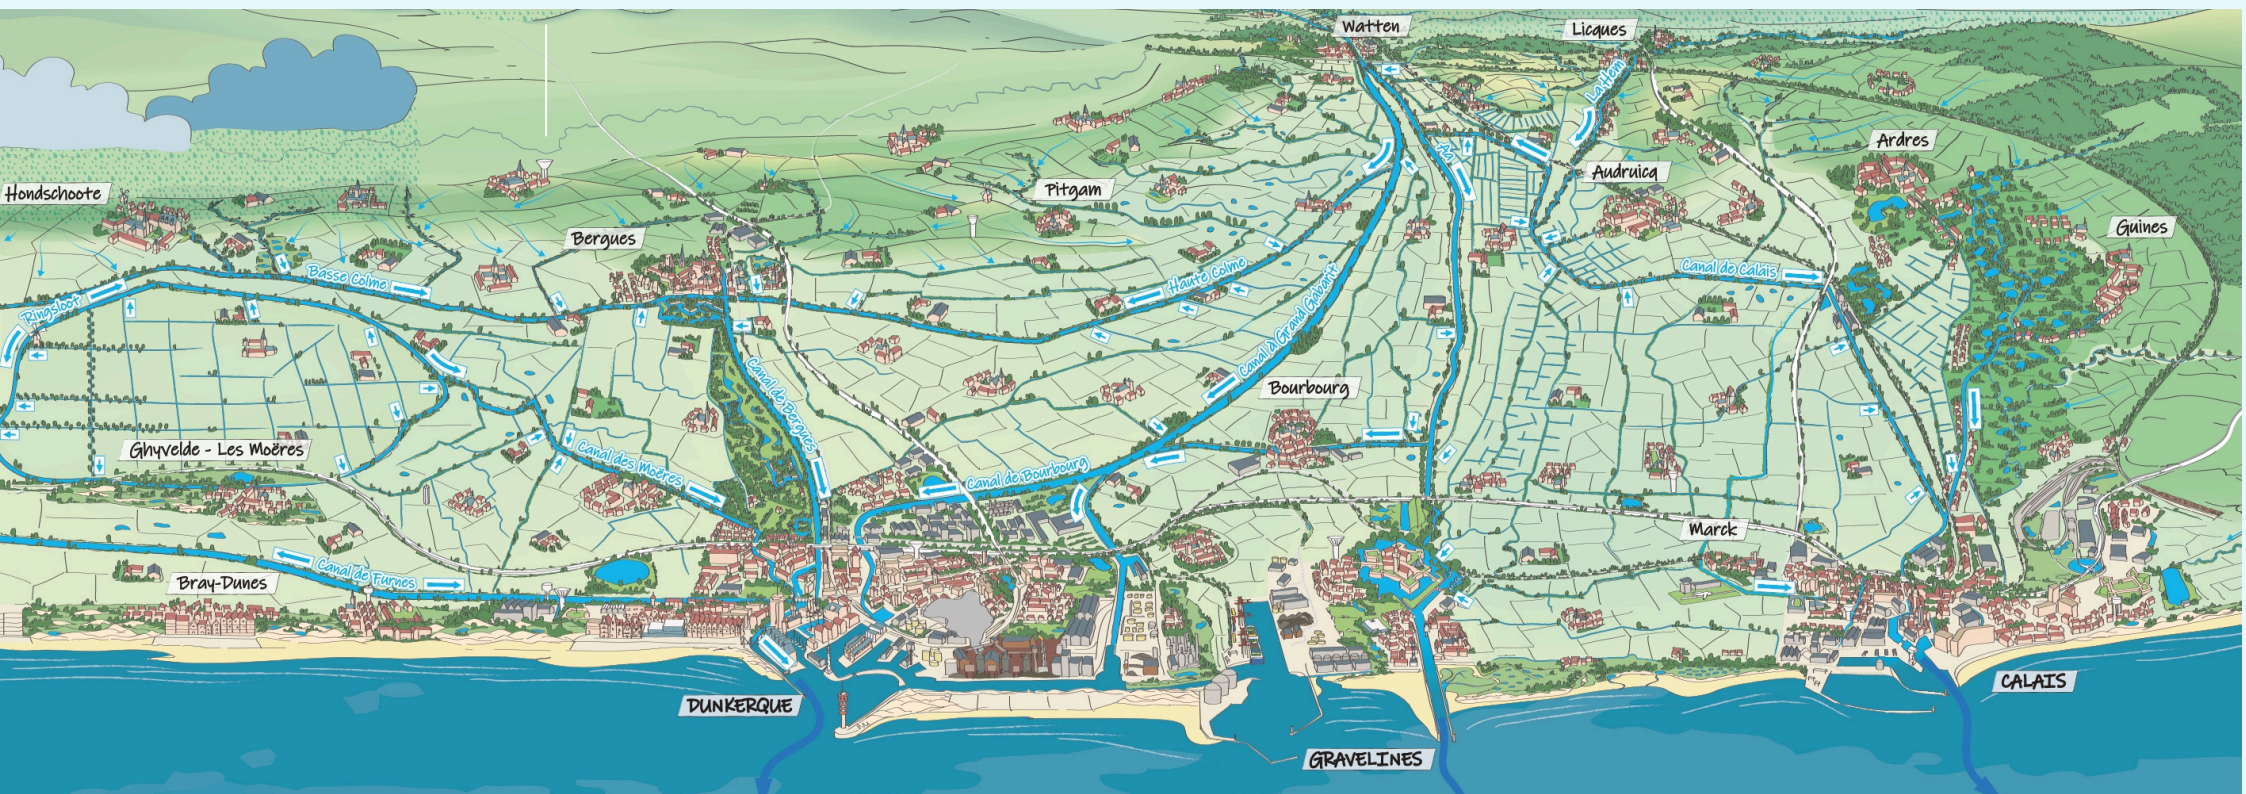 Watten
Licques
La Hem
Ardres
Aa
Audruicq
Hondschoote
Pitgam
Guines
Bergues
Basse Colme
Haute Colme
Canal de Calais
Ringsloot
Canal à Grand Gabarit
Canal de Bergues
Bourbourg
Ghyvelde - Les Moëres
Canal des Moëres
Canal de Bourbourg
Marck
Canal de Furnes
Bray-Dunes
CALAIS
DUNKERQUE
GRAVELINES